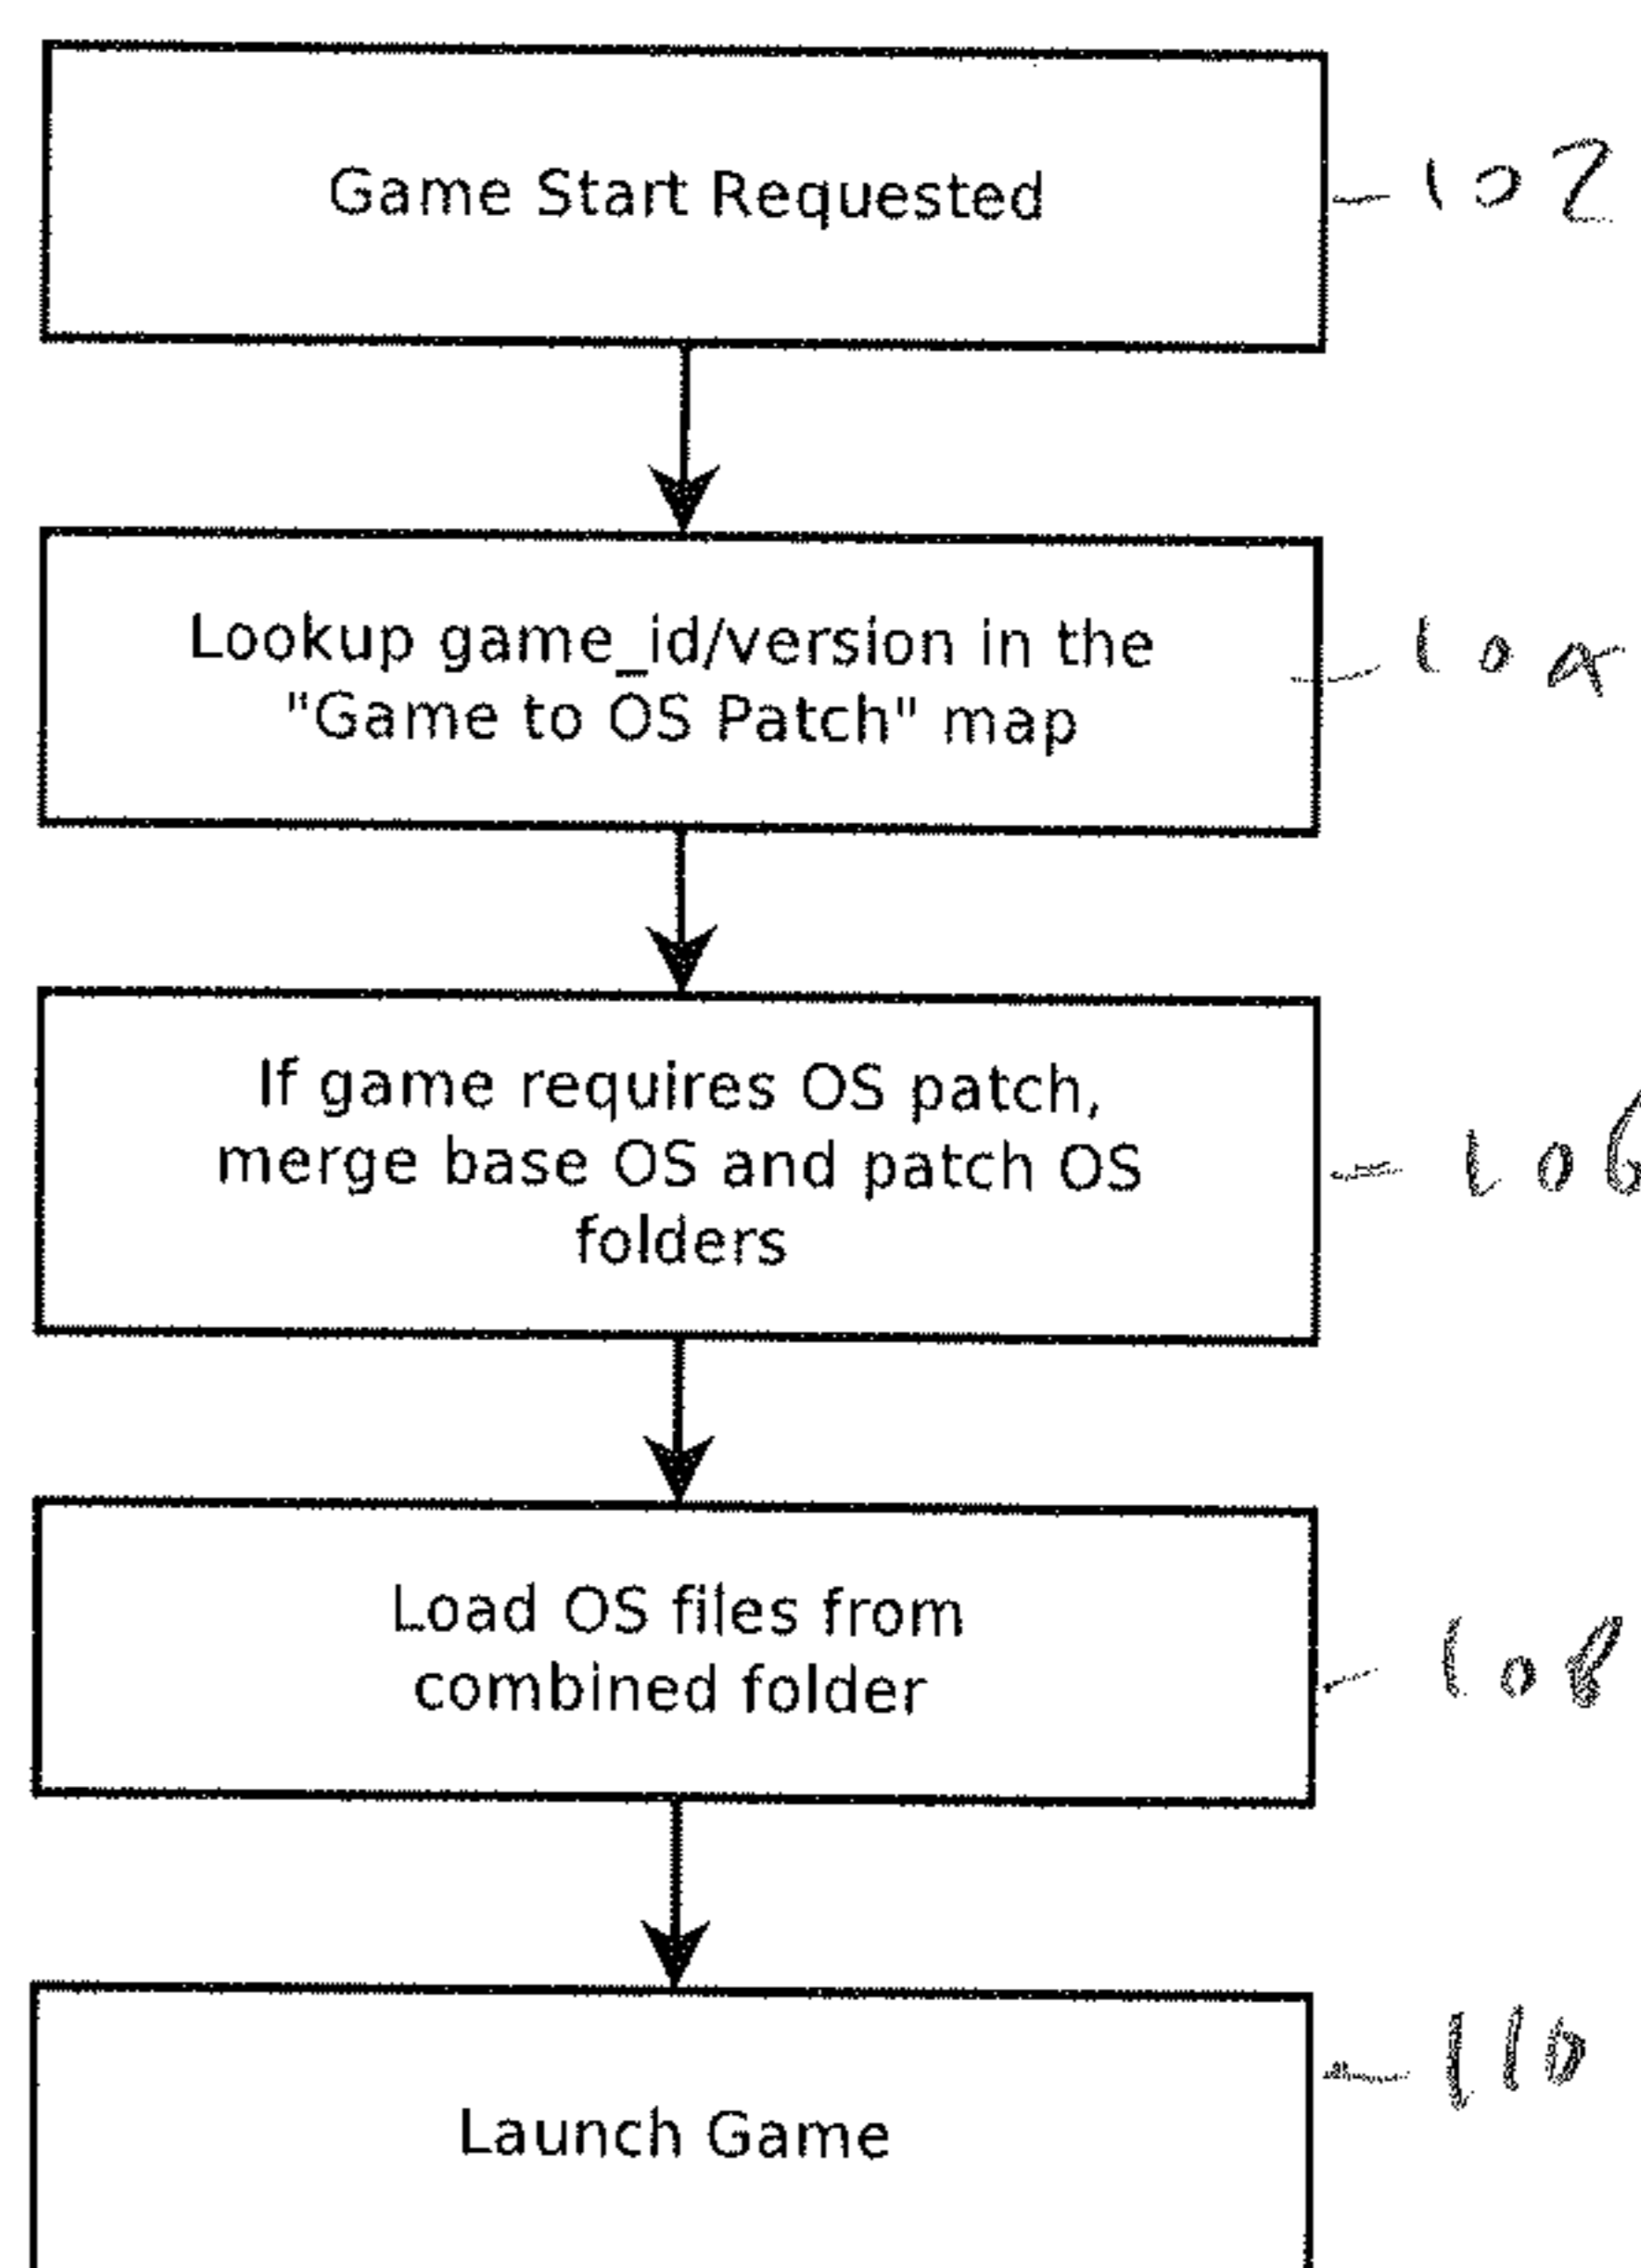 Game Start Requested
102
Lookup game_id/version in the
"Game to OS Patch" map
104
If game requires OS patch,
merge base OS and patch OS
folders
106
Load OS files from
combined folder
108
Launch Game
110